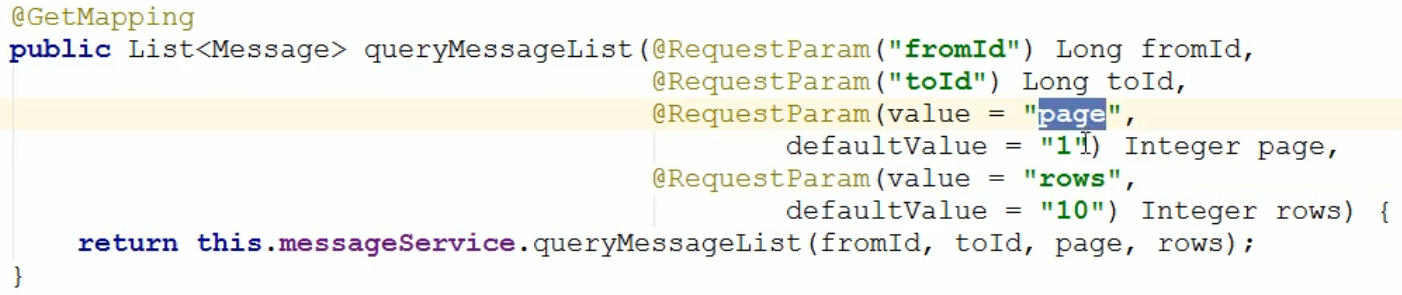 @GetMapping
public List<Message> queryMessageList(@RequestParam("fromId") Long fromId,
@RequestParam("toId") Long toId,
@RequestParam(value = "page",
defaultValue = "1") Integer page,
@RequestParam(value = "rows",
defaultValue = "10") Integer rows) {
return this.messageService.queryMessageList(fromId, toId, page, rows);
}